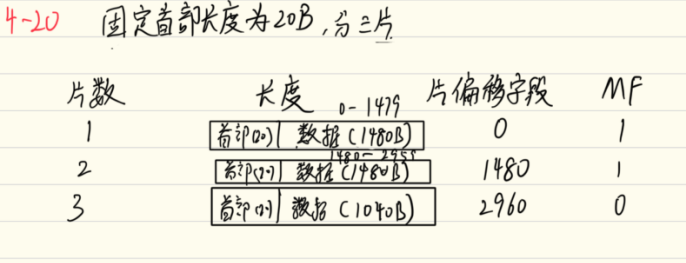 4-20 固定首部长度为20B,分三片
片数 长度 片偏移字段 MF
0-1479
1 首部(20) 数据(1480B) 0 1
1480-2959
2 首部(20) 数据(1480B) 1480 1
3 首部(20) 数据(1040B) 2960 0